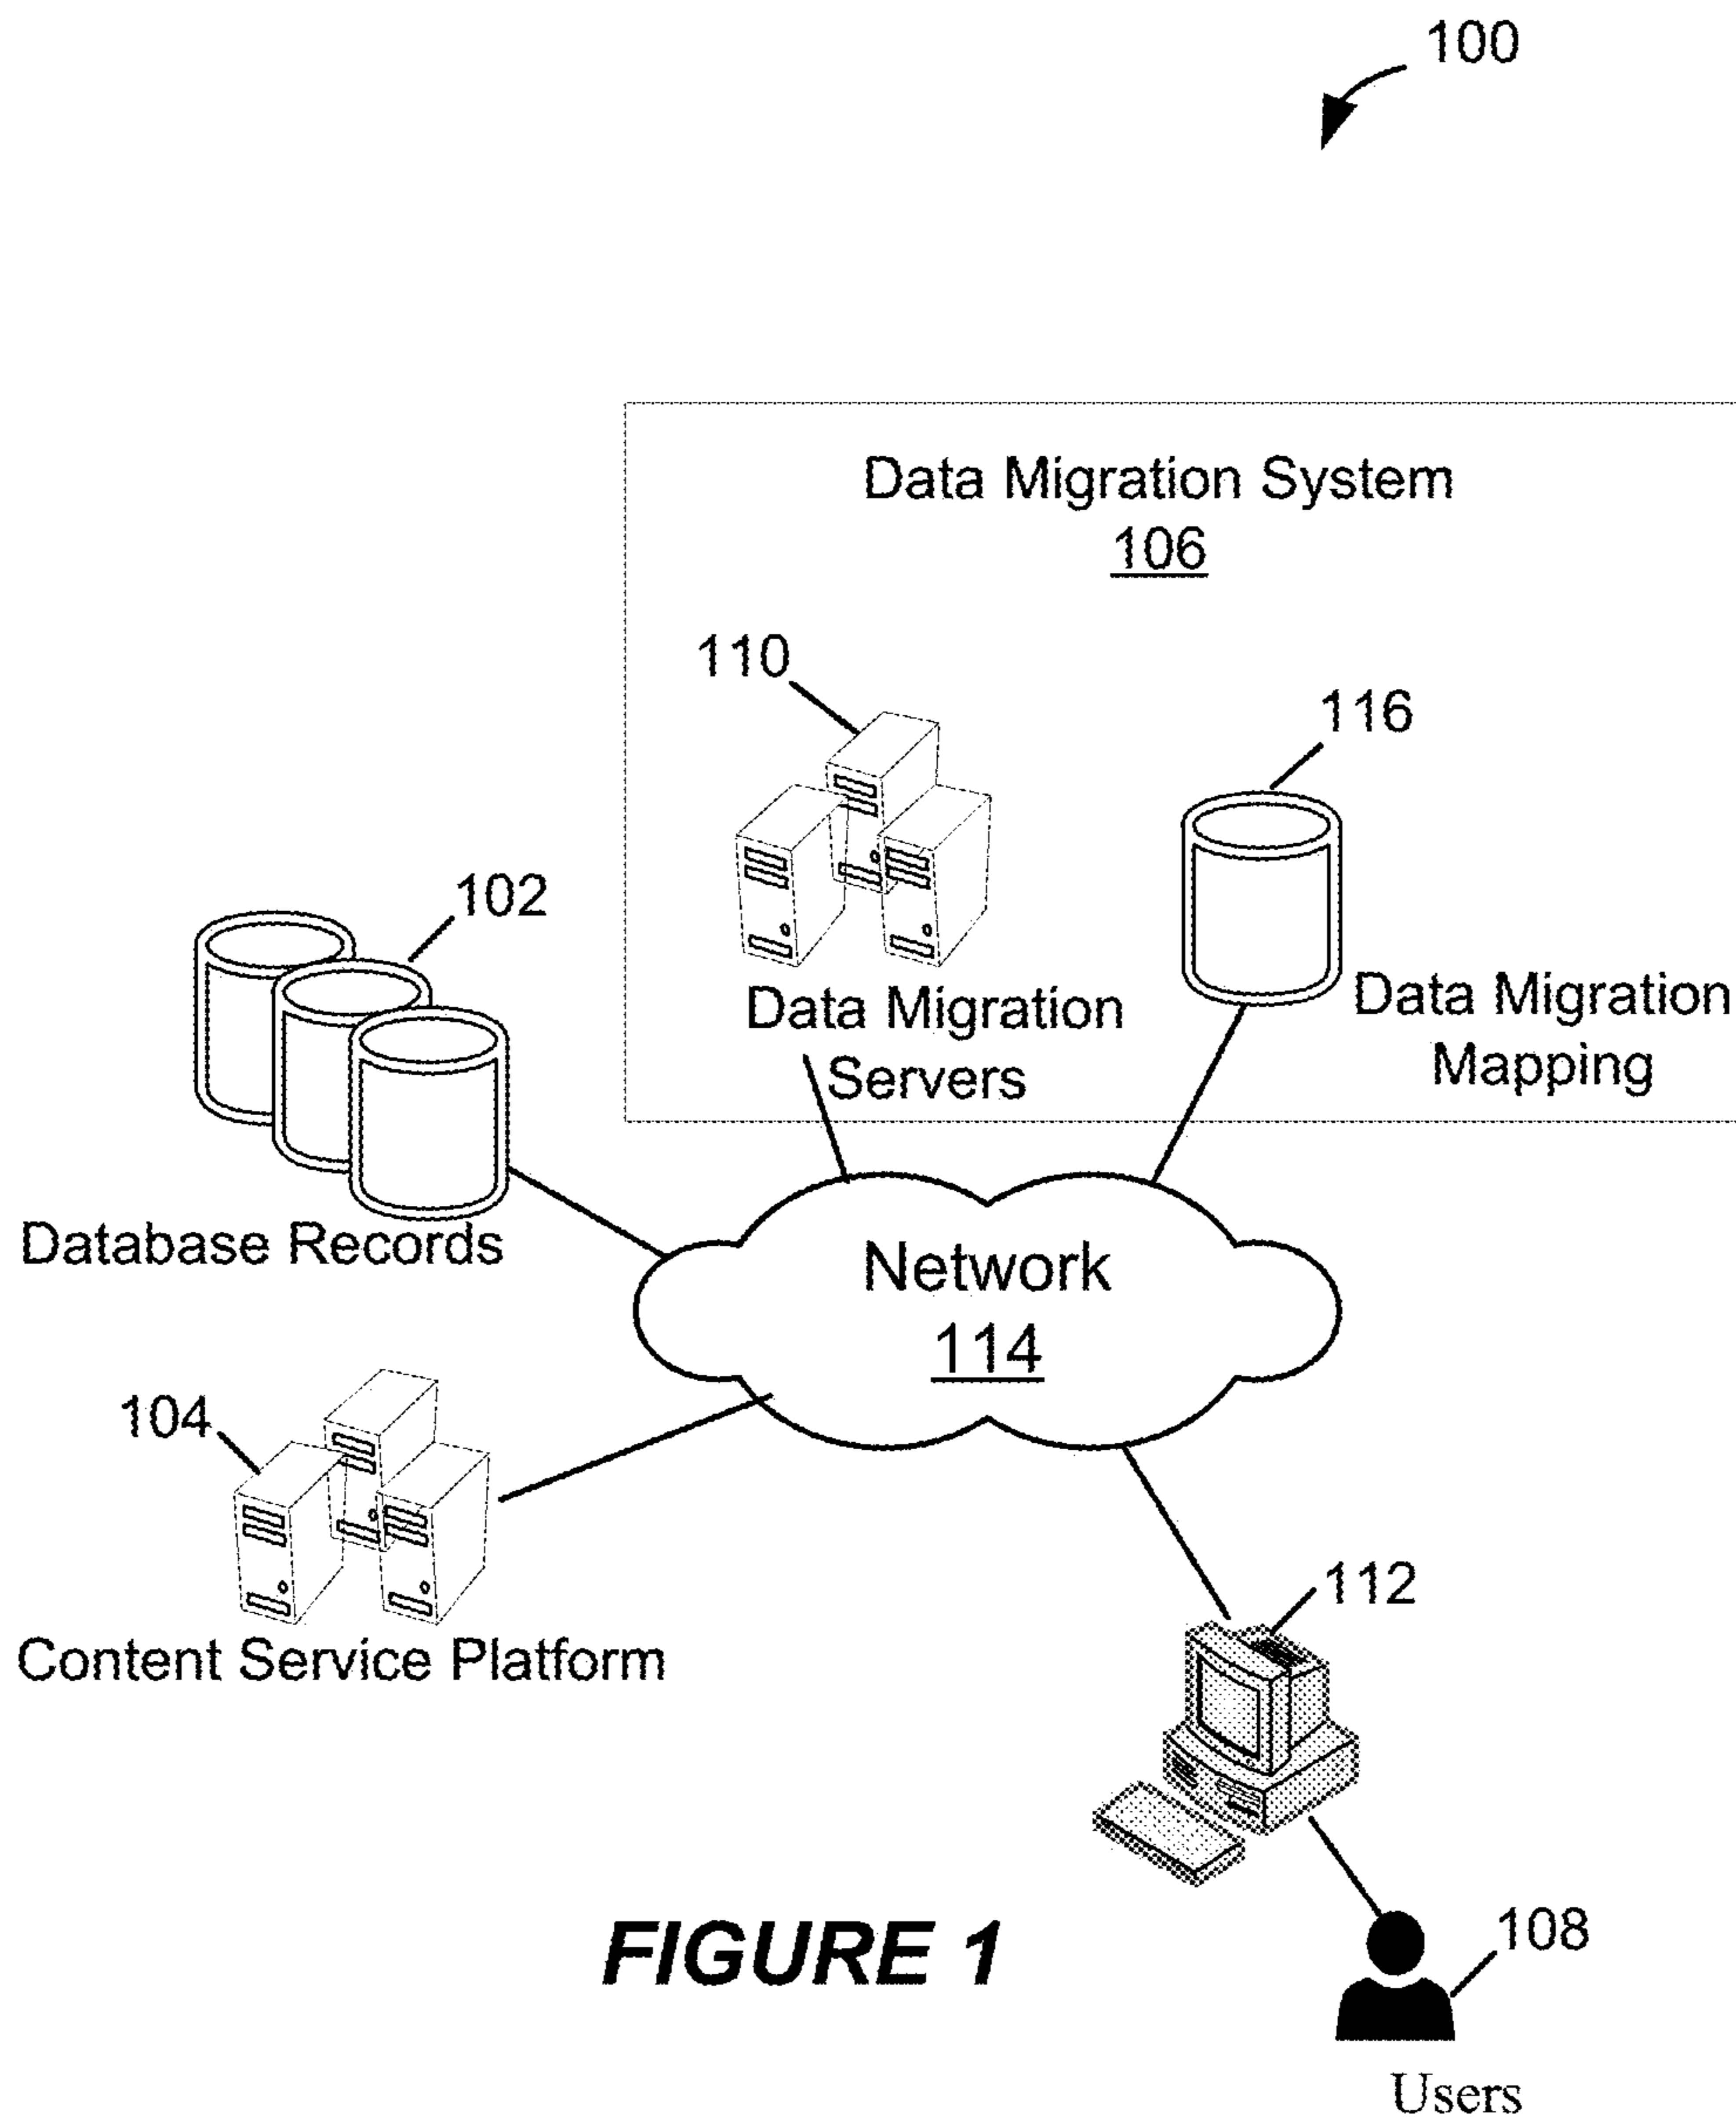 100
Data Migration System
106
110
116
102
Data Migration
Servers
Data Migration
Mapping
Database Records
Network
114
104
Content Service Platform
112
FIGURE 1
108
Users